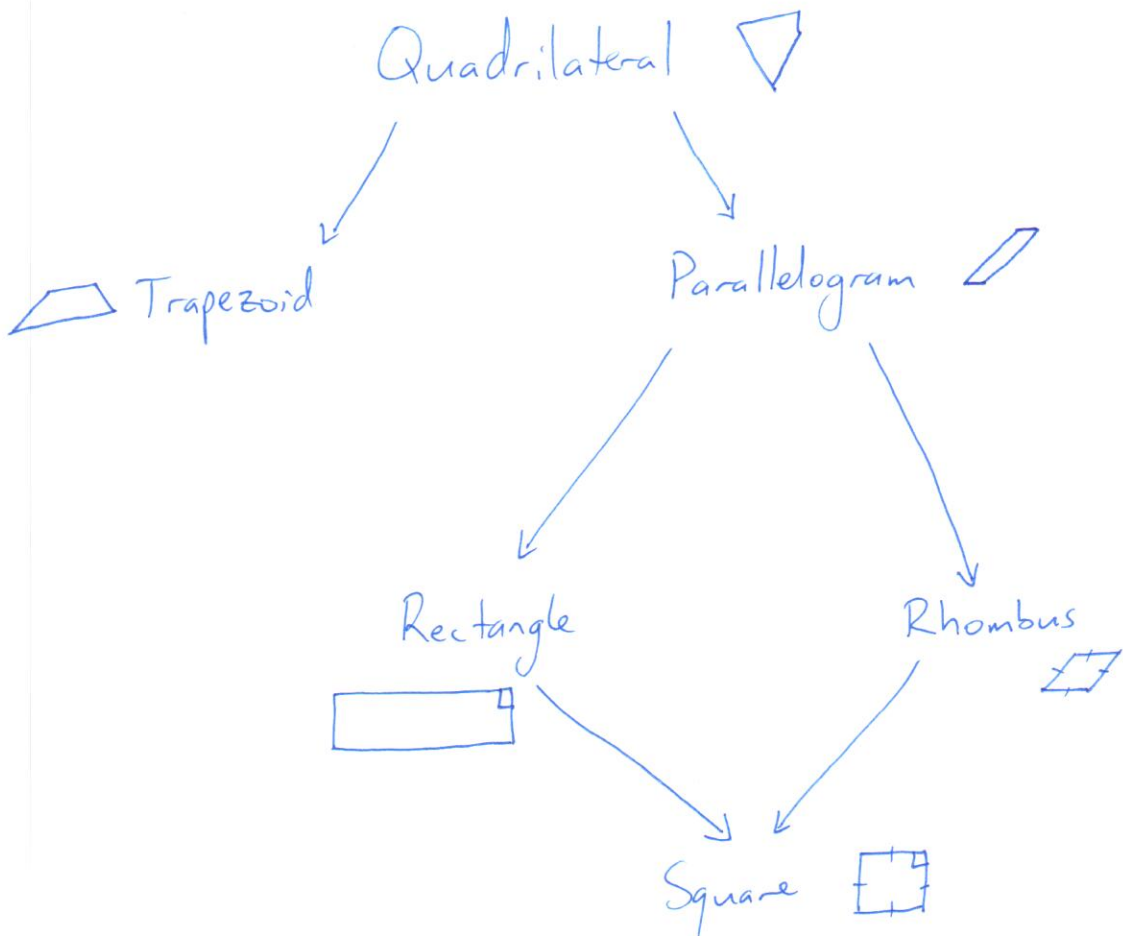 Quadrilateral
Trapezoid
Parallelogram
Rectangle
Rhombus
Square